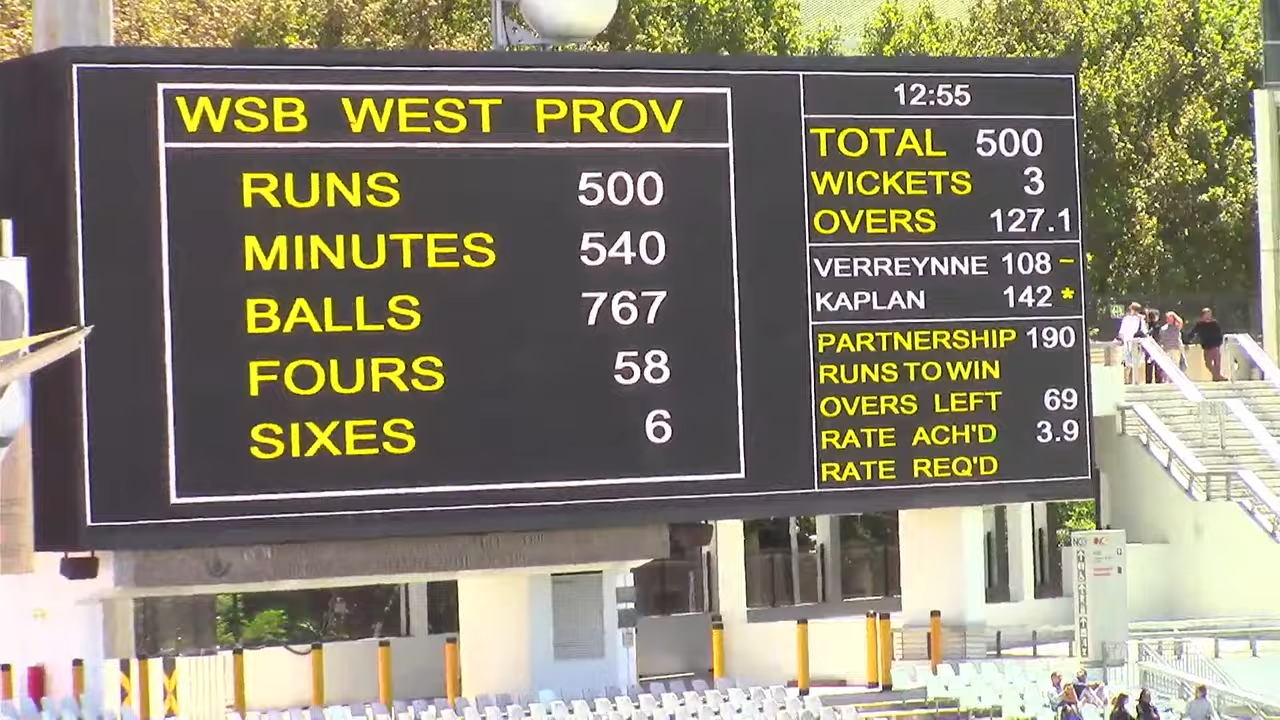 WSB WEST PROV
RUNS 500
MINUTES 540
BALLS 767
FOURS 58
SIXES 6
12:55
TOTAL 500
WICKETS 3
OVERS 127.1
VERREYNNE 108 -
KAPLAN 142 *
PARTNERSHIP 190
RUNS TO WIN
OVERS LEFT 69
RATE ACH'D 3.9
RATE REQ'D